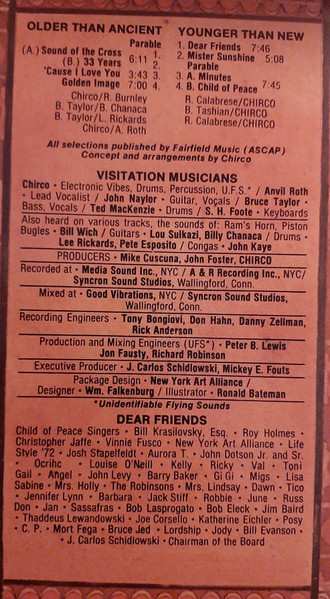 OLDER THAN ANCIENT
Parable
(A.) Sound of the Cross 1.
(B.) 33 Years 6:11 2.
'Cause I Love You 3:43 3.
Golden Image 7:00 4.
Chirco/R. Burnley
B. Taylor/B. Chanaca
B. Taylor/L. Rickards
Chirco/A. Roth
YOUNGER THAN NEW
1. Dear Friends 7:46
2. Mister Sunshine 5:08
Parable
3. A. Minutes
4. B. Child of Peace 7:45
R. Calabrese/CHIRCO
B. Tashian/CHIRCO
R. Calabrese/CHIRCO
All selections published by Fairfield Music (ASCAP)
Concept and arrangements by Chirco
VISITATION MUSICIANS
Chirco • Electronic Vibes, Drums, Percussion, U.F.S.* / Anvil Roth
• Lead Vocalist / John Naylor • Guitar, Vocals / Bruce Taylor •
Bass, Vocals / Ted MacKenzie • Drums / S. H. Foote • Keyboards
Also heard on various tracks, the sounds of: Ram's Horn, Piston
Bugles • Bill Wich / Guitars • Lou Suikazi, Billy Chanaca / Drums •
Lee Rickards, Pete Esposito / Congas • John Kaye
PRODUCERS • Mike Cuscuna, John Foster, CHIRCO
Recorded at • Media Sound Inc., NYC / A & R Recording Inc., NYC/
Syncron Sound Studios, Wallingford, Conn.
Mixed at • Good Vibrations, NYC / Syncron Sound Studios,
Wallingford, Conn.
Recording Engineers • Tony Bongiovi, Don Hahn, Danny Zellman,
Rick Anderson
Production and Mixing Engineers (UFS*) • Peter B. Lewis
Jon Fausty, Richard Robinson
Executive Producer • J. Carlos Schidlowski, Mickey E. Fouts
Package Design • New York Art Alliance /
Designer • Wm. Falkenburg / Illustrator • Ronald Bateman
*Unidentifiable Flying Sounds
DEAR FRIENDS
Child of Peace Singers • Bill Krasilovsky, Esq. • Roy Holmes •
Christopher Jaffe • Vinnie Fusco • New York Art Alliance • Life
Style '72 • Josh Stapelfeldt • Aurora T. • John Dotson Jr. and Sr.
• Ocrihc • Louise O'Neill • Kelly • Ricky • Val • Toni
Gail • Angel • John Levy • Barry Baker • Gi Gi • Migs • Lisa
Sabine • Mrs. Holly • The Robinsons • Mrs. Lindsay • Dawn • Tico
• Jennifer Lynn • Barbara • Jack Stiff • Robbie • June • Russ
Don • Jan • Sassafras • Bob Lasprogato • Bob Eleck • Jim Baird
• Thaddeus Lewandowski • Joe Corsello • Katherine Eichler • Posy
• C. P. • Mort Fega • Bruce Jed • Lordship • Jody • Bill Evanson •
J. Carlos Schidlowski • Chairman of the Board